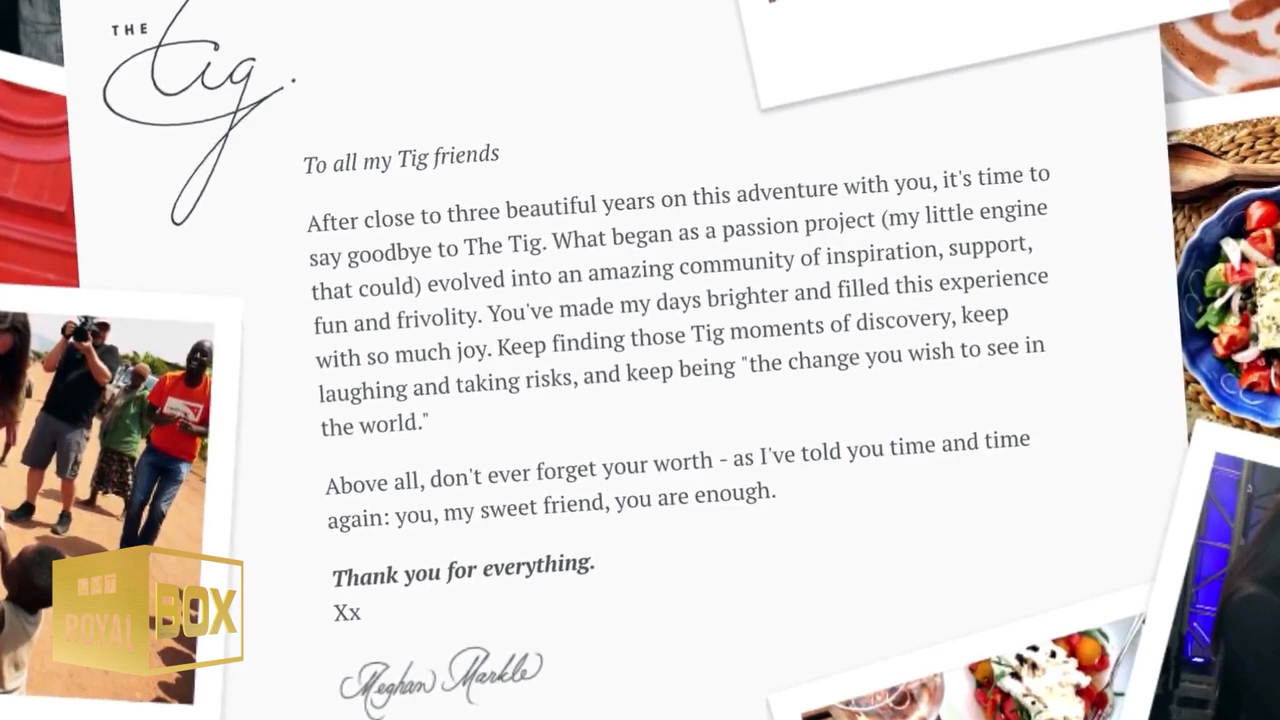 THE
tig.
To all my Tig friends
After close to three beautiful years on this adventure with you, it's time to
say goodbye to The Tig. What began as a passion project (my little engine
that could) evolved into an amazing community of inspiration, support,
fun and frivolity. You've made my days brighter and filled this experience
with so much joy. Keep finding those Tig moments of discovery, keep
laughing and taking risks, and keep being "the change you wish to see in
the world."
Above all, don't ever forget your worth - as I've told you time and time
again: you, my sweet friend, you are enough.
Thank you for everything.
Xx
Meghan Markle
ROYAL
BOX